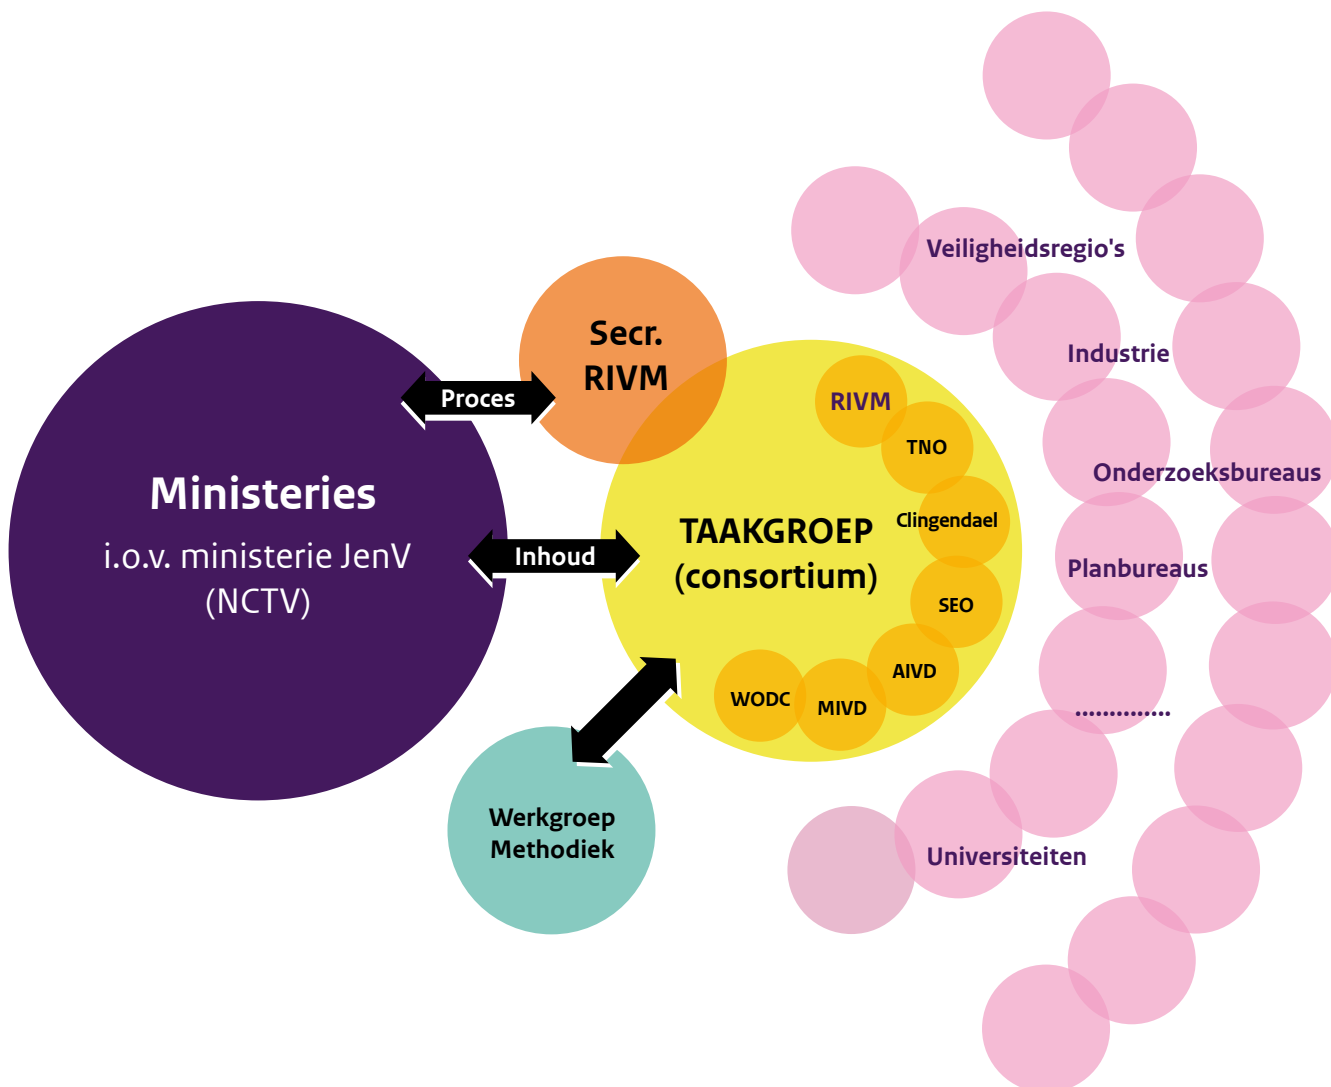 Ministeries
i.o.v. ministerie JenV
(NCTV)
Proces
Inhoud
Secr.
RIVM
TAAKGROEP
(consortium)
RIVM
TNO
Clingendael
SEO
AIVD
MIVD
WODC
Werkgroep
Methodiek
Veiligheidsregio's
Industrie
Onderzoeksbureaus
Planbureaus
..............
Universiteiten